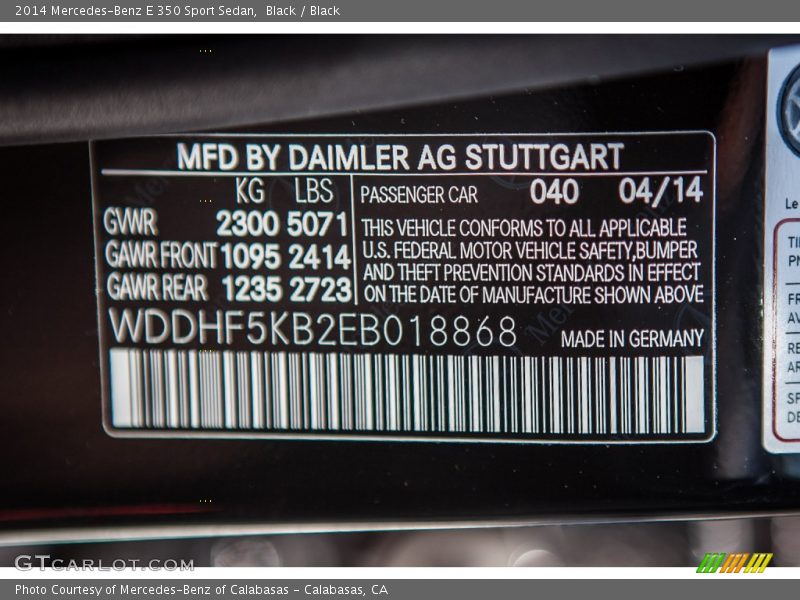 2014 Mercedes-Benz E 350 Sport Sedan,  Black / Black
MFD BY DAIMLER AG STUTTGART
KG LBS
GVWR 2300 5071
GAWR FRONT 1095 2414
GAWR REAR 1235 2723
PASSENGER CAR 040 04/14
THIS VEHICLE CONFORMS TO ALL APPLICABLE
U.S. FEDERAL MOTOR VEHICLE SAFETY,BUMPER
AND THEFT PREVENTION STANDARDS IN EFFECT
ON THE DATE OF MANUFACTURE SHOWN ABOVE
WDDHF5KB2EB018868
MADE IN GERMANY
Le
GTCARLOT.COM
Photo Courtesy of Mercedes-Benz of Calabasas - Calabasas, CA